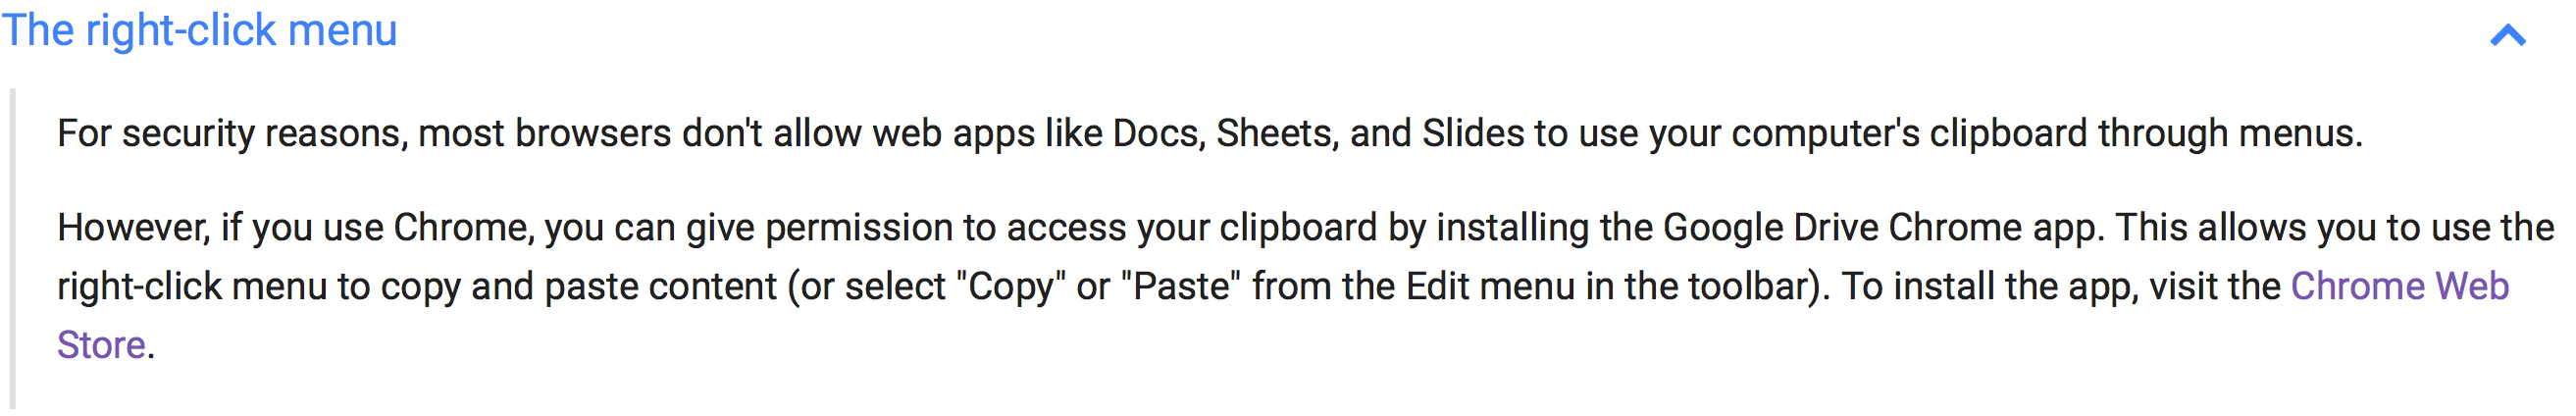 The right-click menu
For security reasons, most browsers don't allow web apps like Docs, Sheets, and Slides to use your computer's clipboard through menus.
However, if you use Chrome, you can give permission to access your clipboard by installing the Google Drive Chrome app. This allows you to use the
right-click menu to copy and paste content (or select "Copy" or "Paste" from the Edit menu in the toolbar). To install the app, visit the Chrome Web
Store.